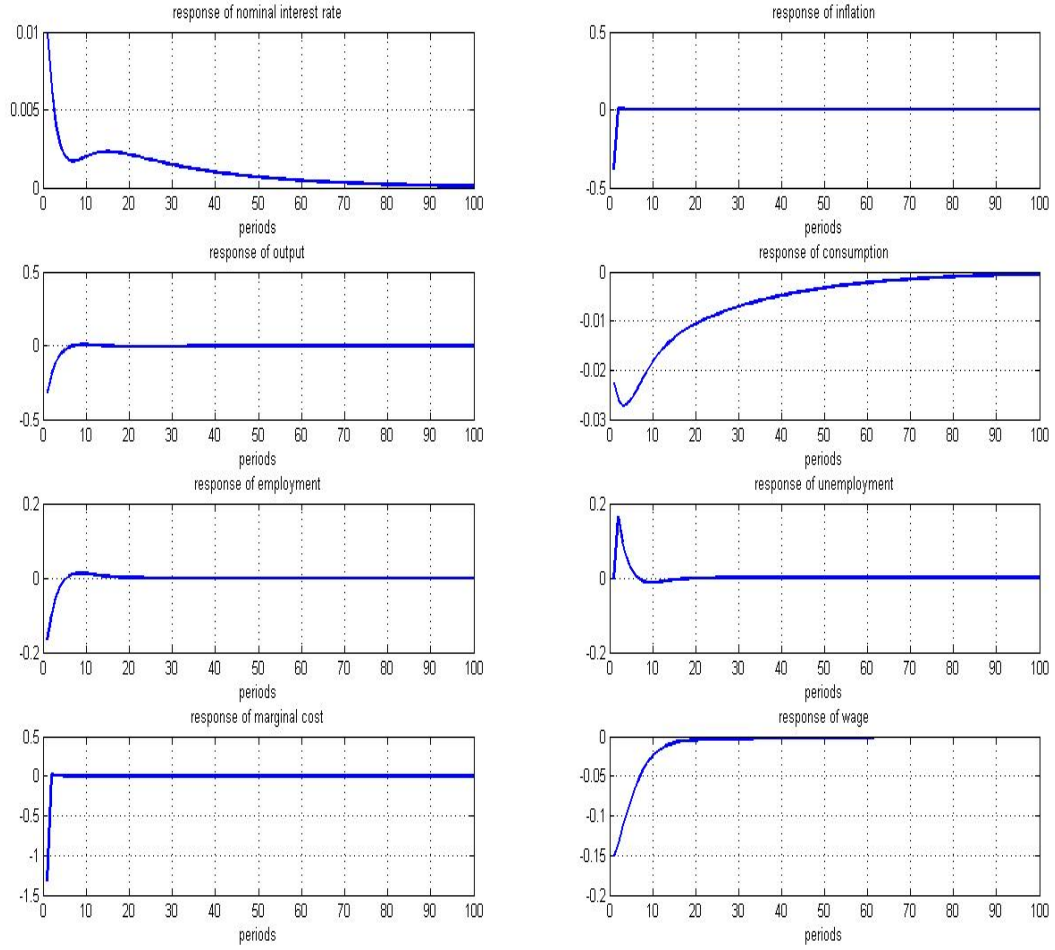 response of nominal interest rate
0.01
0.005
0
0 10 20 30 40 50 60 70 80 90 100
periods
response of inflation
0.5
0
-0.5
0 10 20 30 40 50 60 70 80 90 100
periods
response of output
0.5
0
-0.5
0 10 20 30 40 50 60 70 80 90 100
periods
response of consumption
0
-0.01
-0.02
-0.03
0 10 20 30 40 50 60 70 80 90 100
periods
response of employment
0.2
0
-0.2
0 10 20 30 40 50 60 70 80 90 100
periods
response of unemployment
0.2
0
-0.2
0 10 20 30 40 50 60 70 80 90 100
periods
response of marginal cost
0.5
0
-0.5
-1
-1.5
0 10 20 30 40 50 60 70 80 90 100
periods
response of wage
0
-0.05
-0.1
-0.15
-0.2
0 10 20 30 40 50 60 70 80 90 100
periods